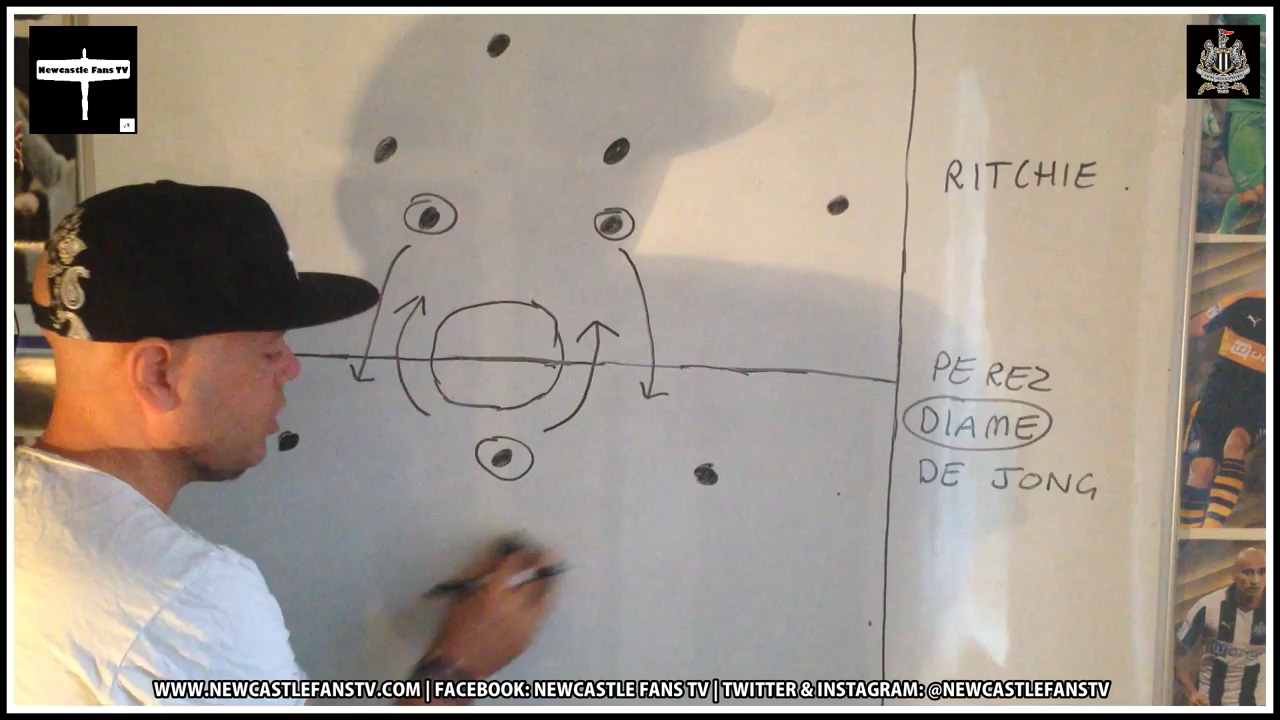 Newcastle Fans TV
RITCHIE.
PEREZ
DIAME
DE JONG
WWW.NEWCASTLEFANSTV.COM | FACEBOOK: NEWCASTLE FANS TV | TWITTER & INSTAGRAM: @NEWCASTLEFANSTV